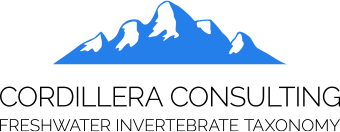 CORDILLERA CONSULTING
FRESHWATER INVERTEBRATE TAXONOMY